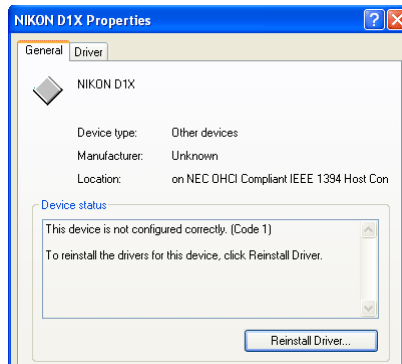 NIKON D1X Properties
General
Driver
NIKON D1X
Device type: Other devices
Manufacturer: Unknown
Location: on NEC OHCI Compliant IEEE 1394 Host Con
Device status
This device is not configured correctly. (Code 1)
To reinstall the drivers for this device, click Reinstall Driver.
Reinstall Driver...